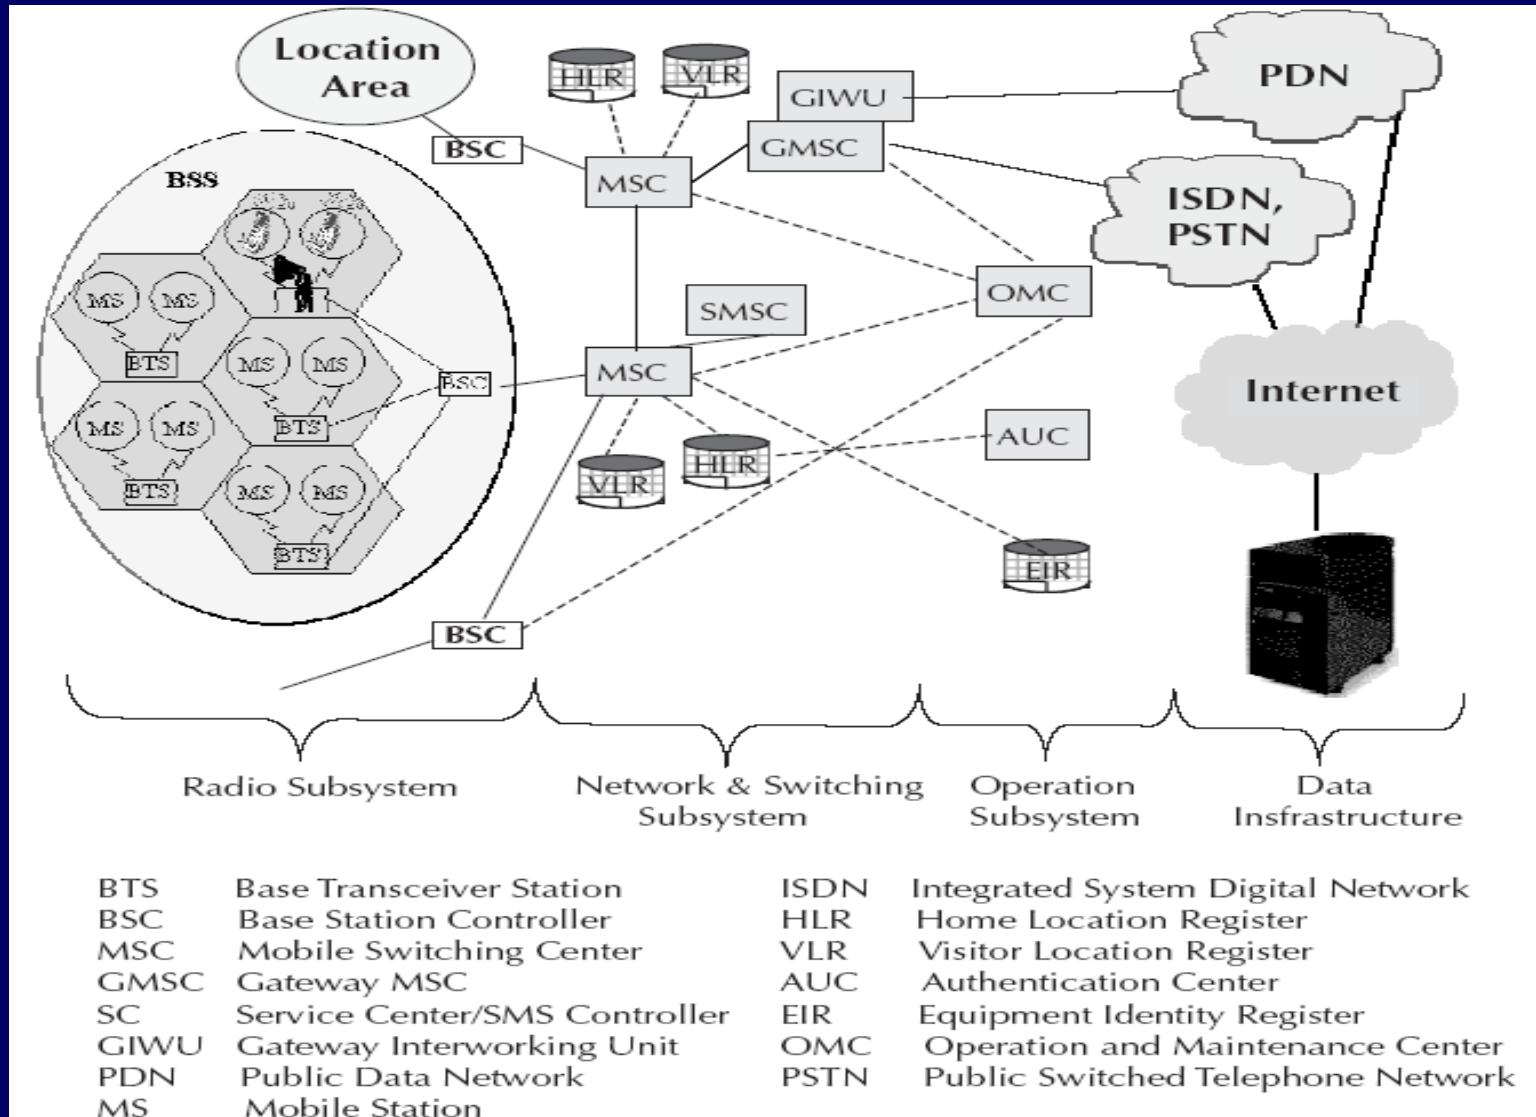 Location
Area
HLR
VLR
GIWU
PDN
BSC
GMSC
BSS
MSC
ISDN,
PSTN
MS MS
OMC
SMSC
BTS
MS MS
MSC
BSC
Internet
MS MS
BTS
AUC
HLR
VLR
BTS
MS MS
BTS
EIR
BSC
Radio Subsystem
Network & Switching
Subsystem
Operation
Subsystem
Data
Insfrastructure
BTS Base Transceiver Station
BSC Base Station Controller
MSC Mobile Switching Center
GMSC Gateway MSC
SC Service Center/SMS Controller
GIWU Gateway Interworking Unit
PDN Public Data Network
MS Mobile Station
ISDN Integrated System Digital Network
HLR Home Location Register
VLR Visitor Location Register
AUC Authentication Center
EIR Equipment Identity Register
OMC Operation and Maintenance Center
PSTN Public Switched Telephone Network